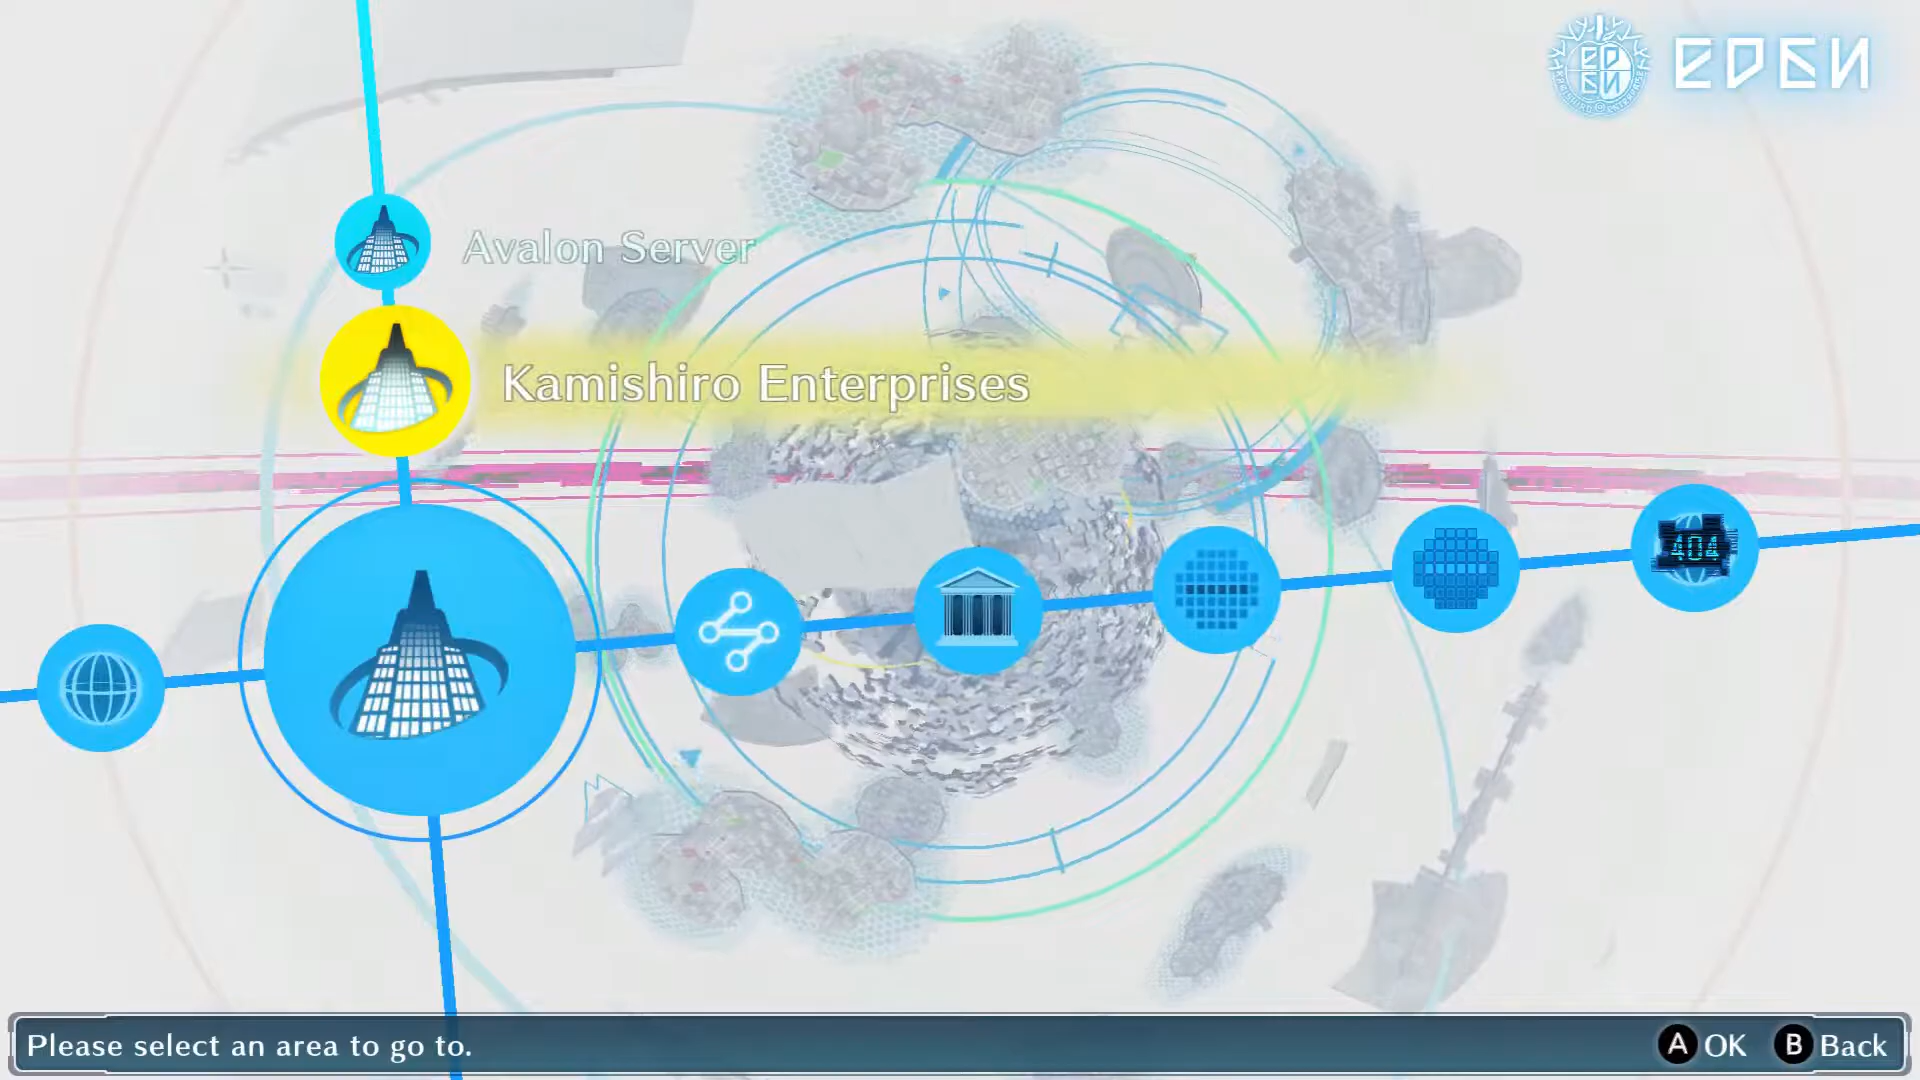 EDEN
Avalon Server
Kamishiro Enterprises
404
Please select an area to go to.
A OK B Back